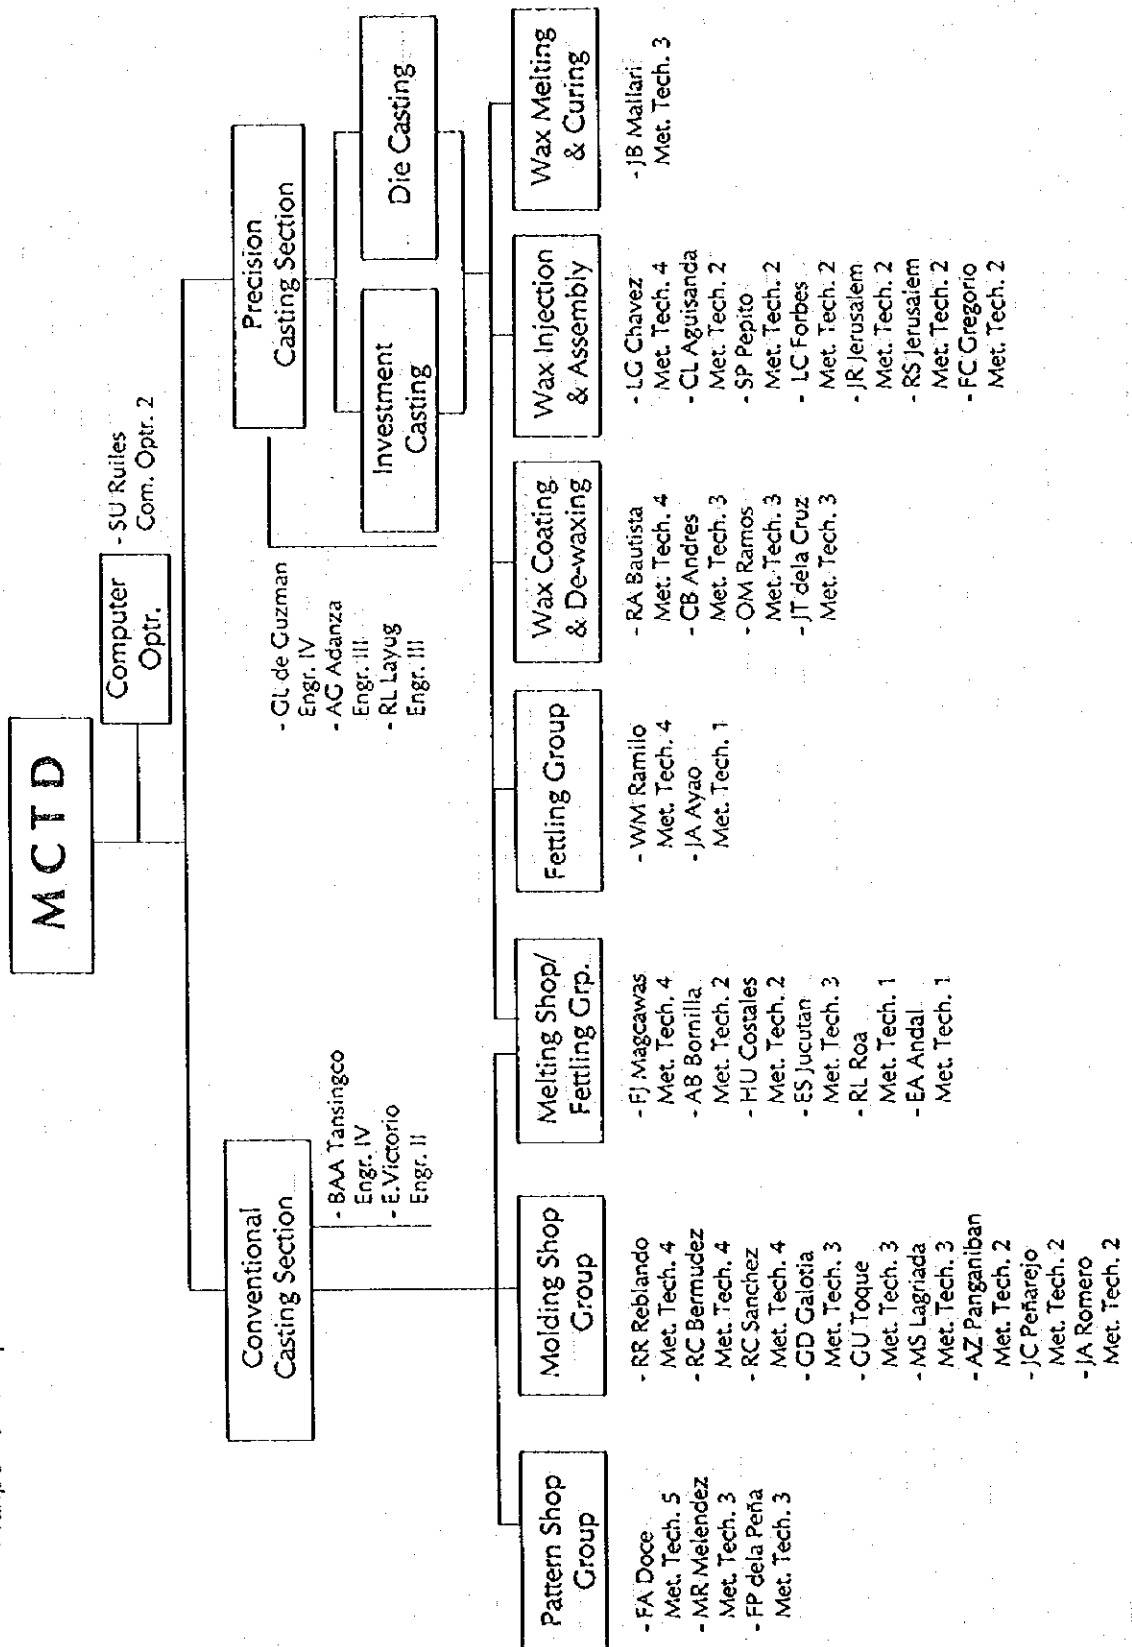 M C T D
Computer
Optr.
- SU Ruiles
Com. Optr. 2
Conventional
Casting Section
- BAA Tansingco
Engr. IV
- E.Victorio
Engr. II
Precision
Casting Section
- GL de Guzman
Engr. IV
- AG Adanza
Engr. III
- RL Layug
Engr. III
Investment
Casting
Die Casting
Pattern Shop
Group
- FA Doce
Met. Tech. 5
- MR Melendez
Met. Tech. 3
- FP dela Peña
Met. Tech. 3
Molding Shop
Group
- RR Reblando
Met. Tech. 4
- RC Bermudez
Met. Tech. 4
- RC Sanchez
Met. Tech. 4
- GD Galotia
Met. Tech. 3
- GU Toque
Met. Tech. 3
- MS Lagriada
Met. Tech. 3
- AZ Panganiban
Met. Tech. 2
- JC Peñarejo
Met. Tech. 2
- JA Romero
Met. Tech. 2
Melting Shop/
Fettling Grp.
- FJ Magcawas
Met. Tech. 4
- AB Bornilla
Met. Tech. 2
- HU Costales
Met. Tech. 2
- ES Jucutan
Met. Tech. 3
- RL Roa
Met. Tech. 1
- EA Andal
Met. Tech. 1
Fettling Group
- WM Ramilo
Met. Tech. 4
- JA Ayao
Met. Tech. 1
Wax Coating
& De-waxing
- RA Bautista
Met. Tech. 4
- CB Andres
Met. Tech. 3
- OM Ramos
Met. Tech. 3
- JT dela Cruz
Met. Tech. 3
Wax Injection
& Assembly
- LG Chavez
Met. Tech. 4
- CL Aguisanda
Met. Tech. 2
- SP Pepito
Met. Tech. 2
- LC Forbes
Met. Tech. 2
- JR Jerusalem
Met. Tech. 2
- RS Jerusalem
Met. Tech. 2
- FC Gregorio
Met. Tech. 2
Wax Melting
& Curing
- JB Mallari
Met. Tech. 3